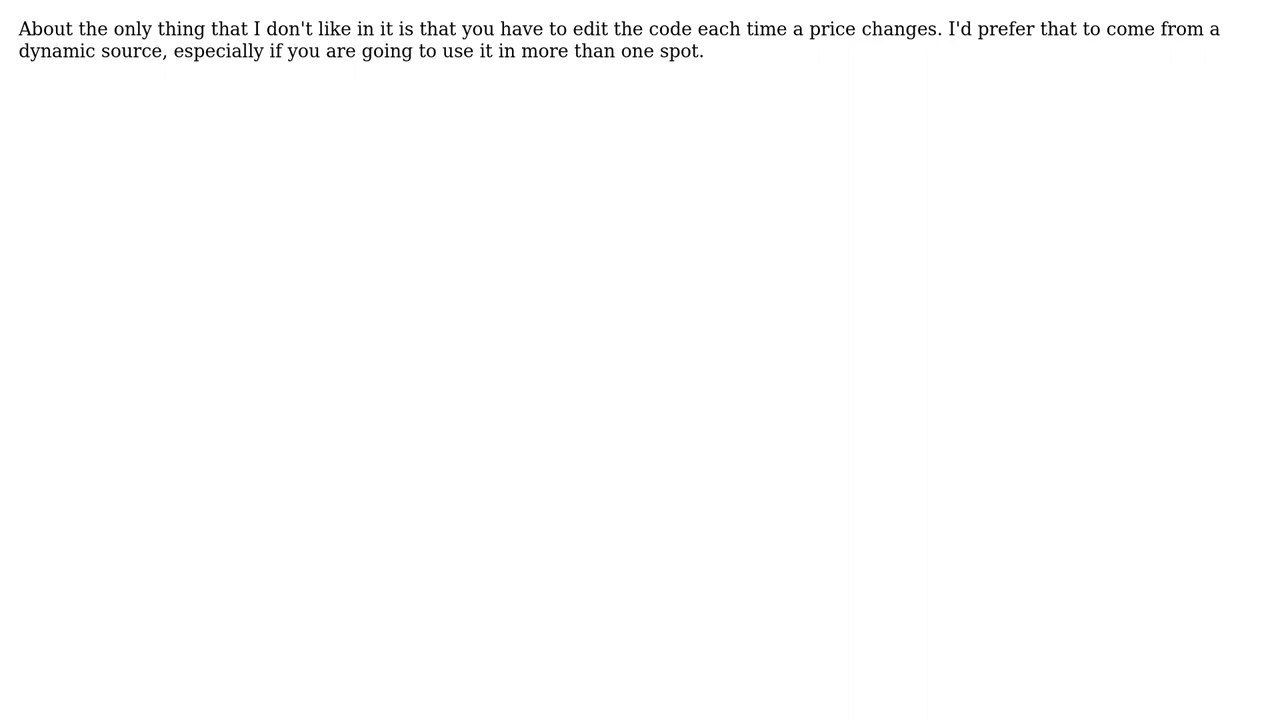 About the only thing that I don't like in it is that you have to edit the code each time a price changes. I'd prefer that to come from a
dynamic source, especially if you are going to use it in more than one spot.